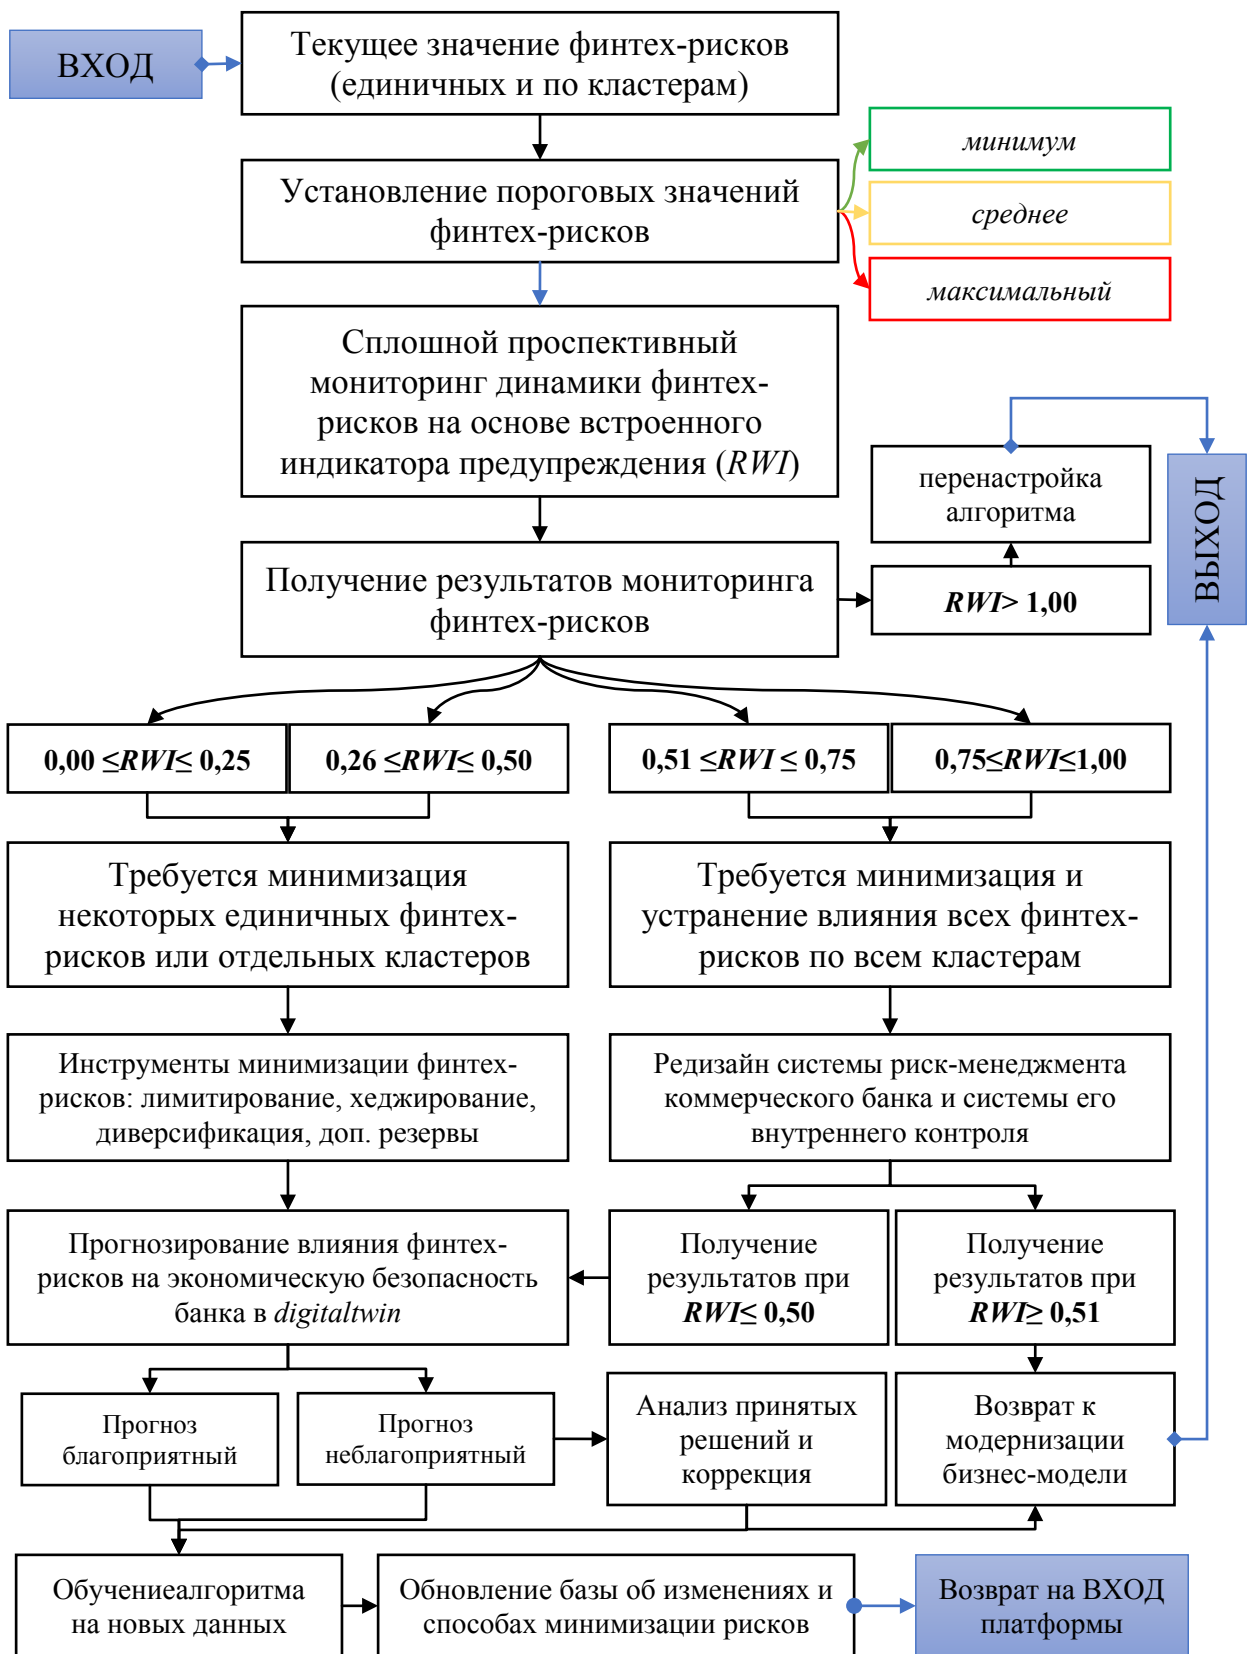 ВХОД
Текущее значение финтех-рисков
(единичных и по кластерам)
минимум
Установление пороговых значений
финтех-рисков
среднее
максимальный
Сплошной проспективный
мониторинг динамики финтех-
рисков на основе встроенного
индикатора предупреждения (RWI)
перенастройка
алгоритма
ВЫХОД
Получение результатов мониторинга
финтех-рисков
RWI> 1,00
0,00 ≤RWI≤ 0,25
0,26 ≤RWI≤ 0,50
0,51 ≤RWI ≤ 0,75
0,75≤RWI≤1,00
Требуется минимизация
некоторых единичных финтех-
рисков или отдельных кластеров
Требуется минимизация и
устранение влияния всех финтех-
рисков по всем кластерам
Инструменты минимизации финтех-
рисков: лимитирование, хеджирование,
диверсификация, доп. резервы
Редизайн системы риск-менеджмента
коммерческого банка и системы его
внутреннего контроля
Прогнозирование влияния финтех-
рисков на экономическую безопасность
банка в digitaltwin
Получение
результатов при
RWI≤ 0,50
Получение
результатов при
RWI≥ 0,51
Прогноз
благоприятный
Прогноз
неблагоприятный
Анализ принятых
решений и
коррекция
Возврат к
модернизации
бизнес-модели
Обучениеалгоритма
на новых данных
Обновление базы об изменениях и
способах минимизации рисков
Возврат на ВХОД
платформы